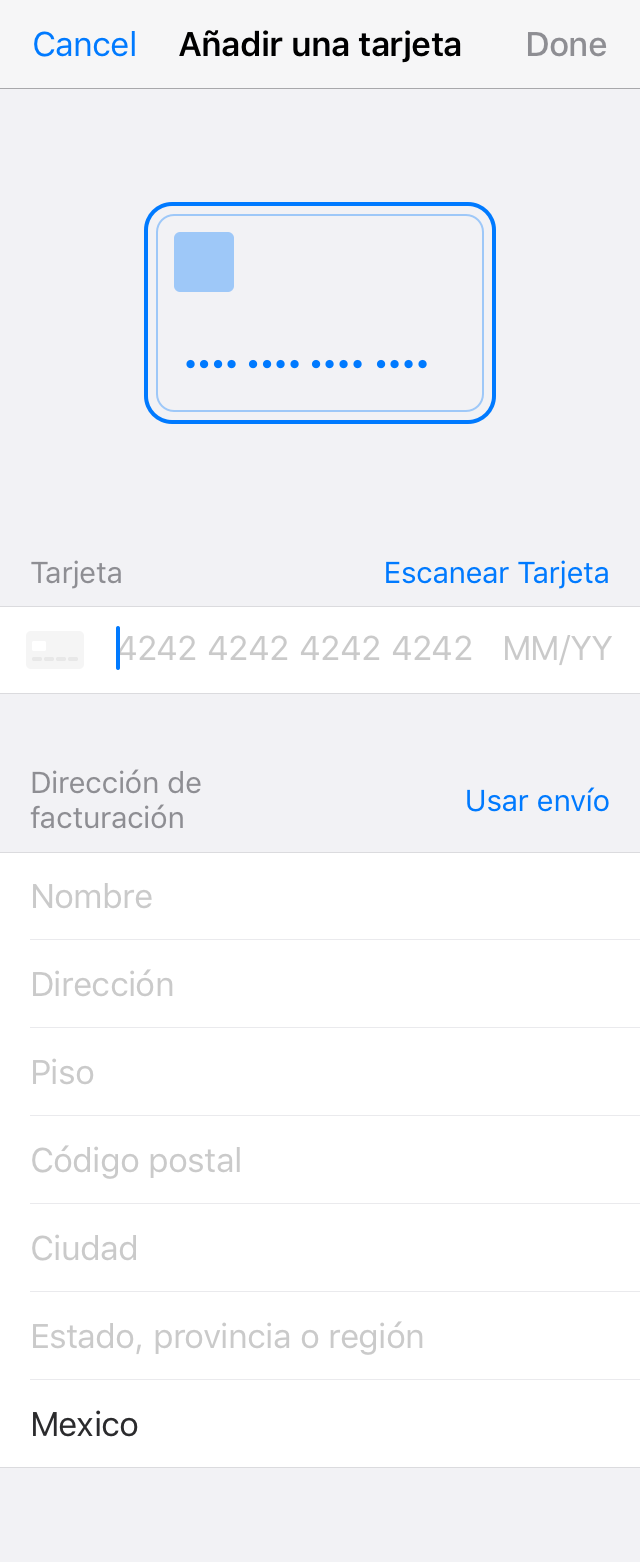 Cancel Añadir una tarjeta Done
Tarjeta Escanear Tarjeta
4242 4242 4242 4242 MM/YY
Dirección de
facturación
Usar envío
Nombre
Dirección
Piso
Código postal
Ciudad
Estado, provincia o región
Mexico